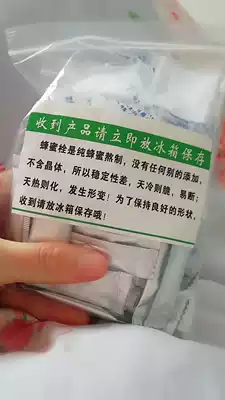 收到产品请立即放冰箱保存
蜂蜜栓是纯蜂蜜熬制，没有任何别的添加，
不含晶体，所以稳定性差，天冷则脆，易断；
天热则化，发生形变！为了保持良好的形状，
收到请放冰箱保存哦！